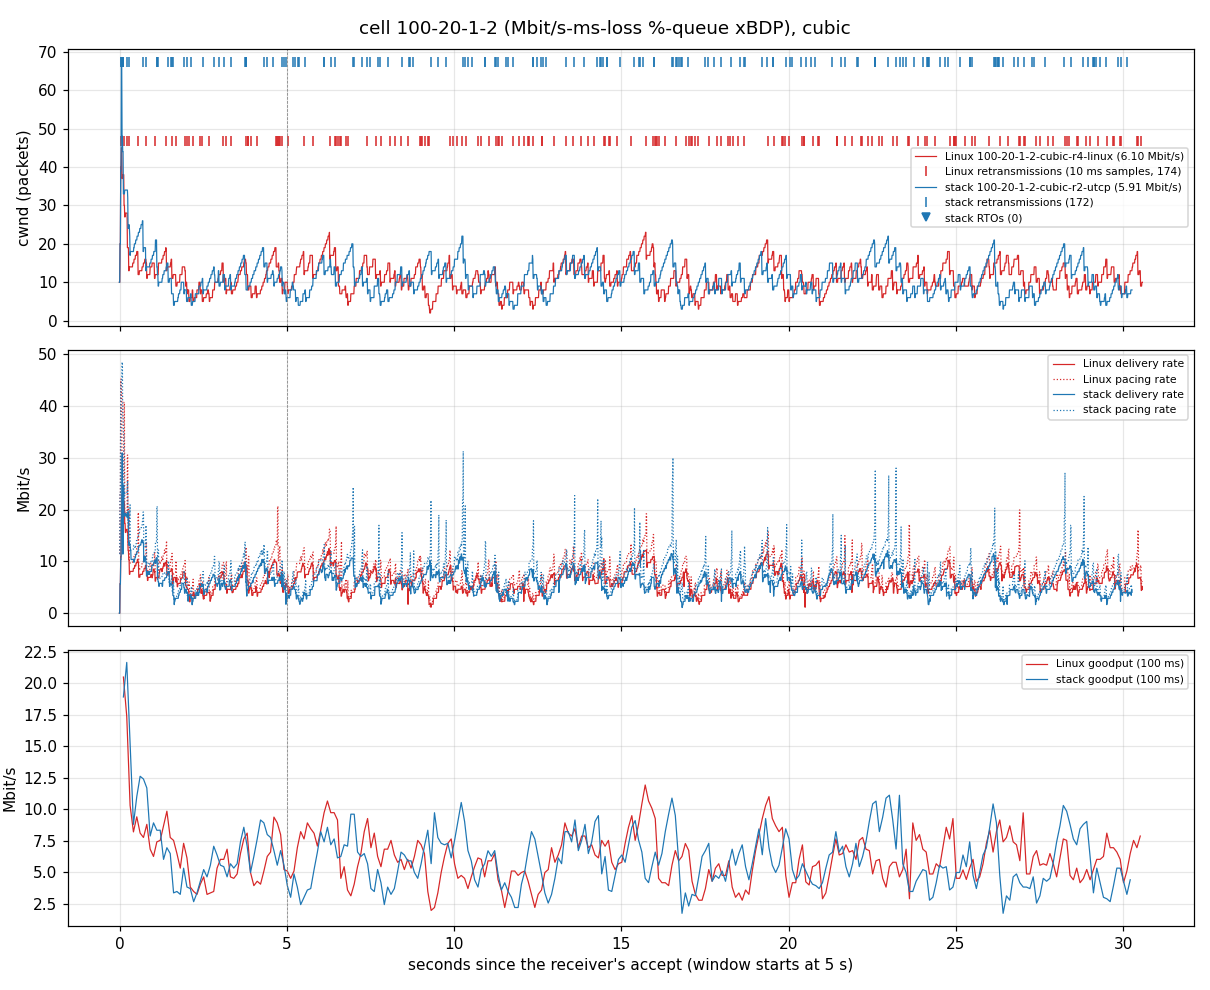 cell 100-20-1-2 (Mbit/s-ms-loss %-queue xBDP), cubic
70
60
50
40
30
20
10
0
cwnd (packets)
Linux 100-20-1-2-cubic-r4-linux (6.10 Mbit/s)
Linux retransmissions (10 ms samples, 174)
stack 100-20-1-2-cubic-r2-utcp (5.91 Mbit/s)
stack retransmissions (172)
stack RTOs (0)
50
40
30
20
10
0
Mbit/s
Linux delivery rate
Linux pacing rate
stack delivery rate
stack pacing rate
22.5
20.0
17.5
15.0
12.5
10.0
7.5
5.0
2.5
Mbit/s
Linux goodput (100 ms)
stack goodput (100 ms)
0 5 10 15 20 25 30
seconds since the receiver's accept (window starts at 5 s)